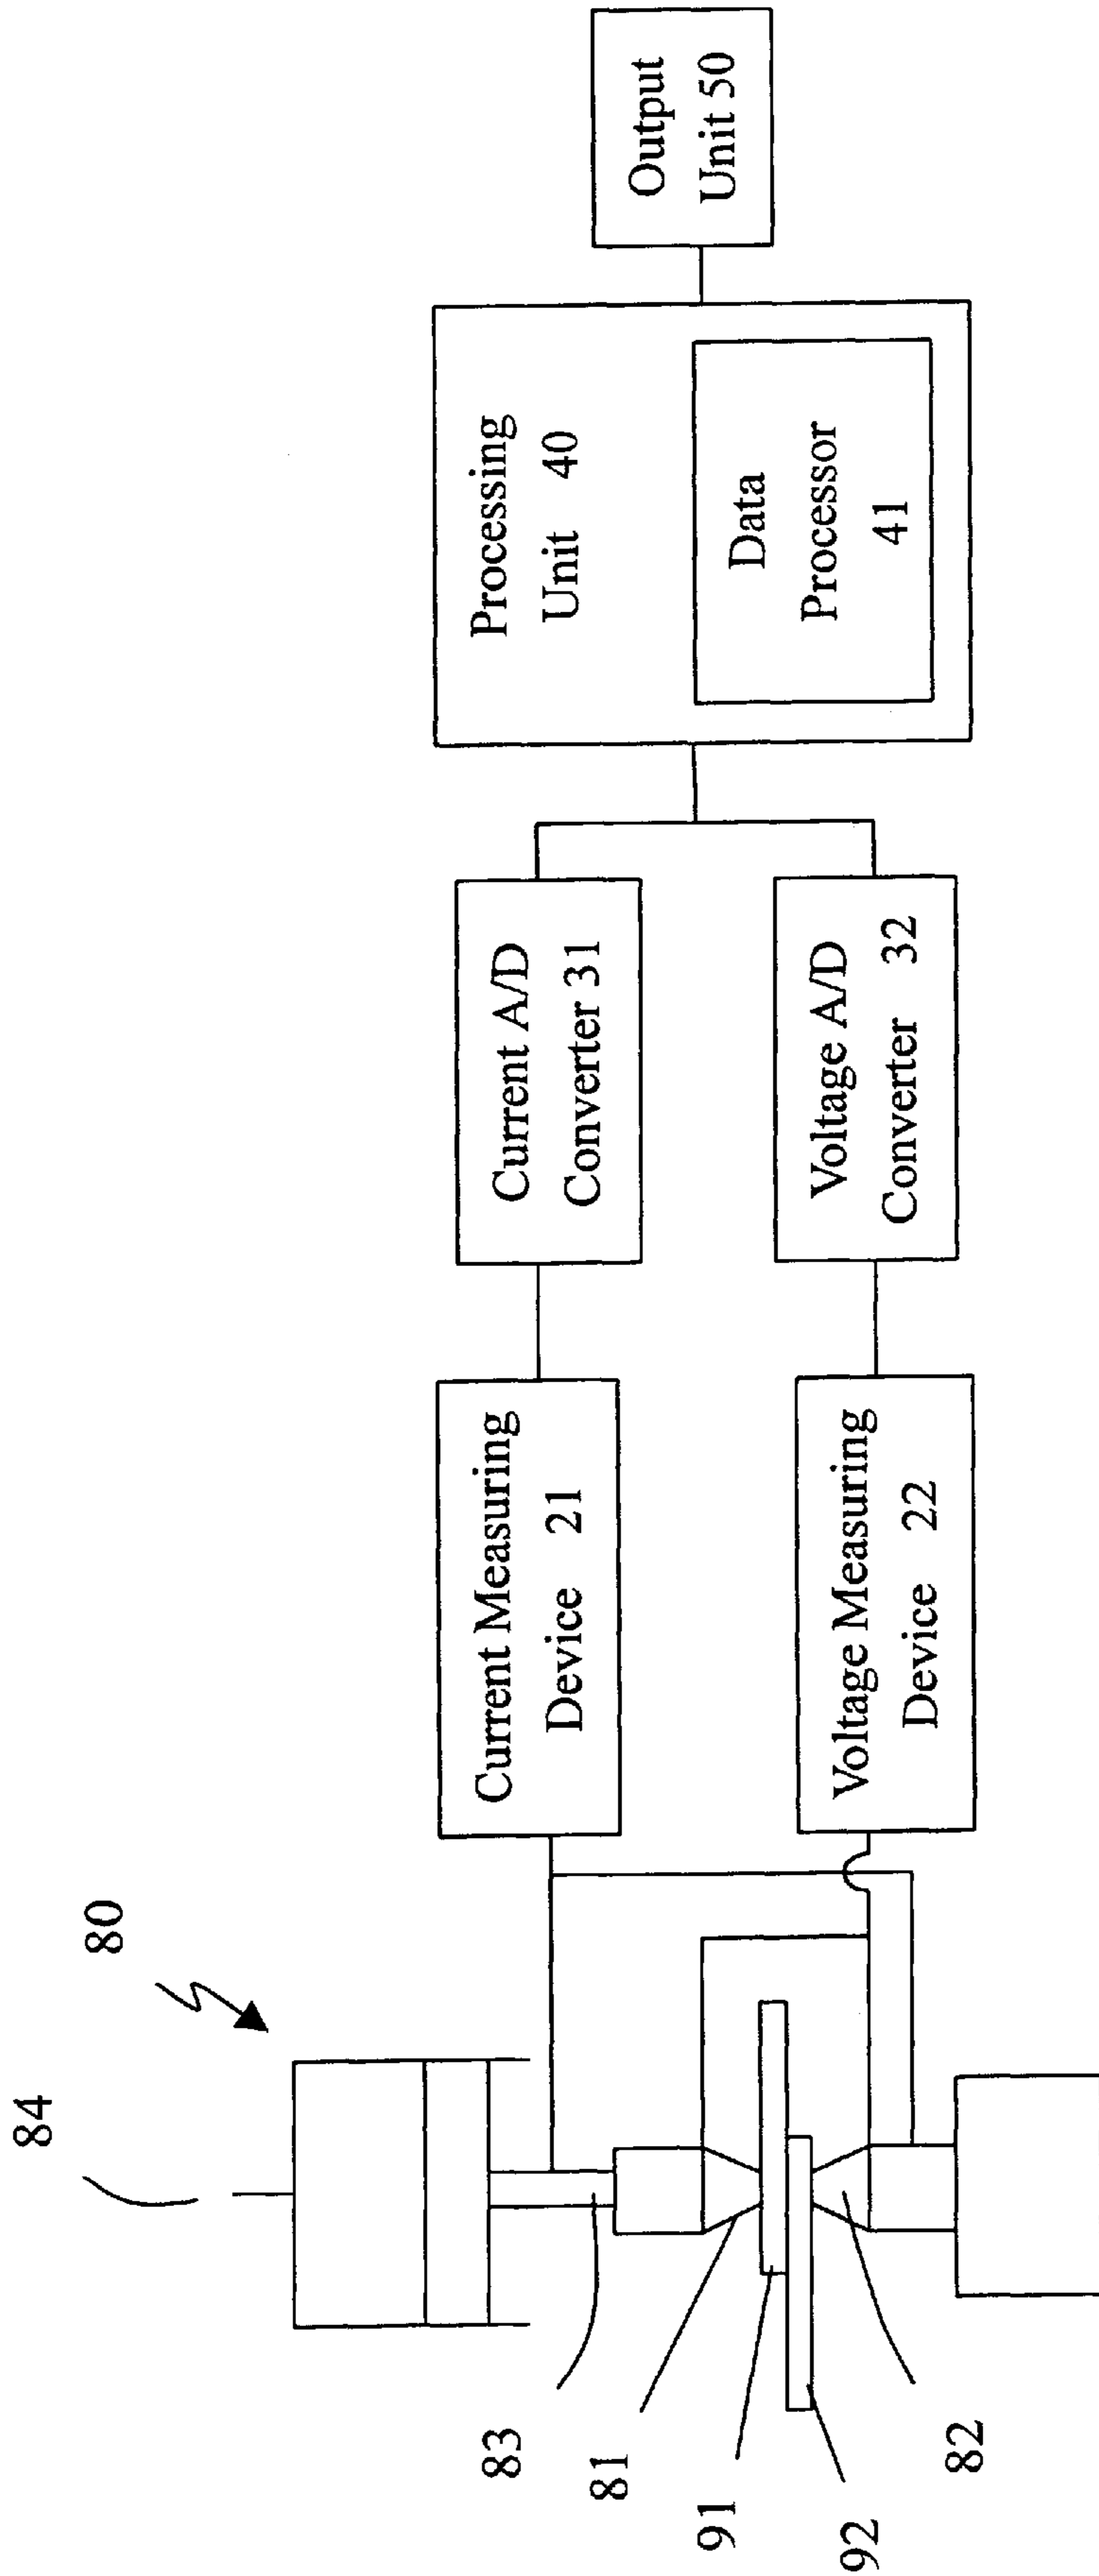 84
80
83
81
91
92
82
Current Measuring
Device 21
Voltage Measuring
Device 22
Current A/D
Converter 31
Voltage A/D
Converter 32
Processing
Unit 40
Data
Processor
41
Output
Unit 50